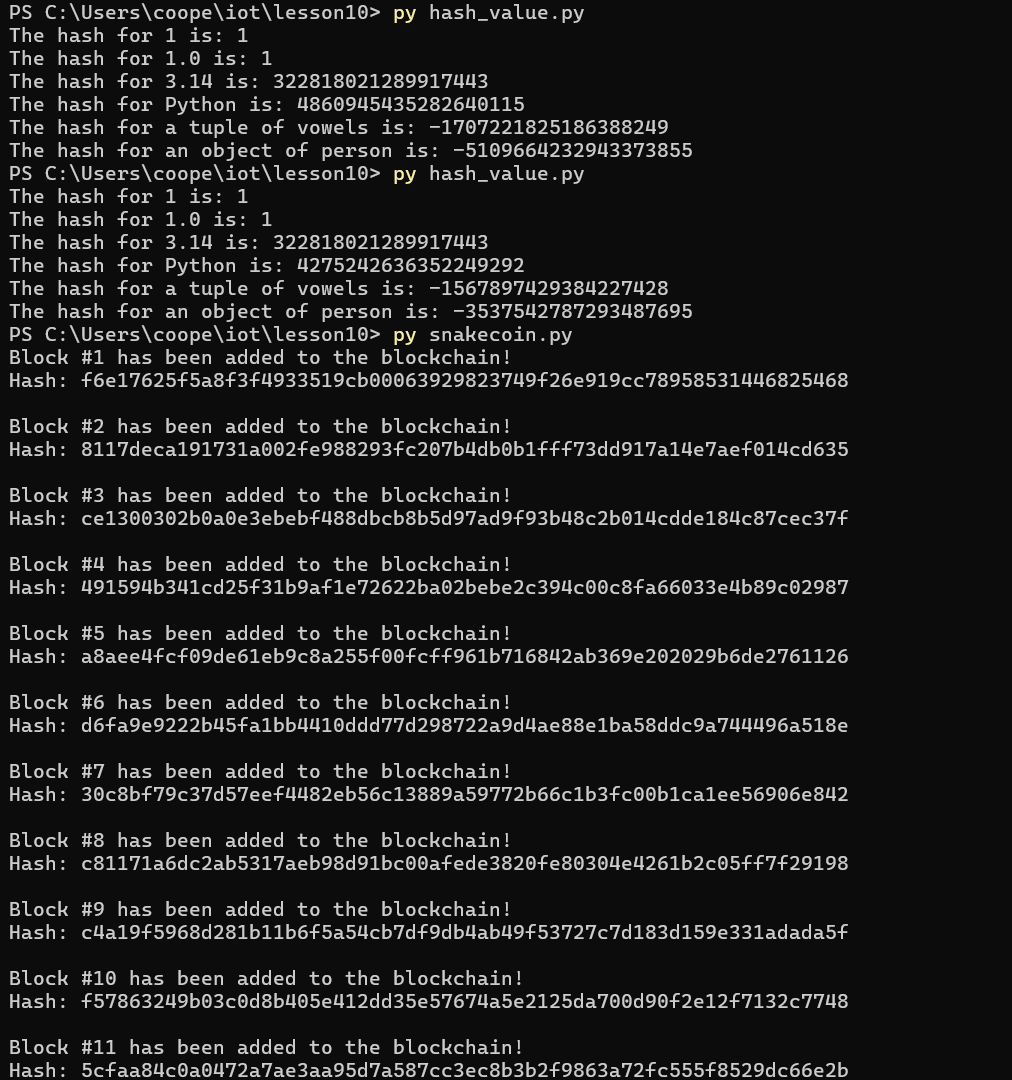 PS C:\Users\coope\iot\lesson10> py hash_value.py
The hash for 1 is: 1
The hash for 1.0 is: 1
The hash for 3.14 is: 322818021289917443
The hash for Python is: 4860945435282640115
The hash for a tuple of vowels is: -1707221825186388249
The hash for an object of person is: -5109664232943373855
PS C:\Users\coope\iot\lesson10> py hash_value.py
The hash for 1 is: 1
The hash for 1.0 is: 1
The hash for 3.14 is: 322818021289917443
The hash for Python is: 4275242636352249292
The hash for a tuple of vowels is: -1567897429384227428
The hash for an object of person is: -3537542787293487695
PS C:\Users\coope\iot\lesson10> py snakecoin.py
Block #1 has been added to the blockchain!
Hash: f6e17625f5a8f3f4933519cb00063929823749f26e919cc78958531446825468
Block #2 has been added to the blockchain!
Hash: 8117deca191731a002fe988293fc207b4db0b1fff73dd917a14e7aef014cd635
Block #3 has been added to the blockchain!
Hash: ce1300302b0a0e3ebebf488dbcb8b5d97ad9f93b48c2b014cdde184c87cec37f
Block #4 has been added to the blockchain!
Hash: 491594b341cd25f31b9af1e72622ba02bebe2c394c00c8fa66033e4b89c02987
Block #5 has been added to the blockchain!
Hash: a8aee4fcf09de61eb9c8a255f00fcff961b716842ab369e202029b6de2761126
Block #6 has been added to the blockchain!
Hash: d6fa9e9222b45fa1bb4410ddd77d298722a9d4ae88e1ba58ddc9a744496a518e
Block #7 has been added to the blockchain!
Hash: 30c8bf79c37d57eef4482eb56c13889a59772b66c1b3fc00b1ca1ee56906e842
Block #8 has been added to the blockchain!
Hash: c81171a6dc2ab5317aeb98d91bc00afede3820fe80304e4261b2c05ff7f29198
Block #9 has been added to the blockchain!
Hash: c4a19f5968d281b11b6f5a54cb7df9db4ab49f53727c7d183d159e331adada5f
Block #10 has been added to the blockchain!
Hash: f57863249b03c0d8b405e412dd35e57674a5e2125da700d90f2e12f7132c7748
Block #11 has been added to the blockchain!
Hash: 5cfaa84c0a0472a7ae3aa95d7a587cc3ec8b3b2f9863a72fc555f8529dc66e2b